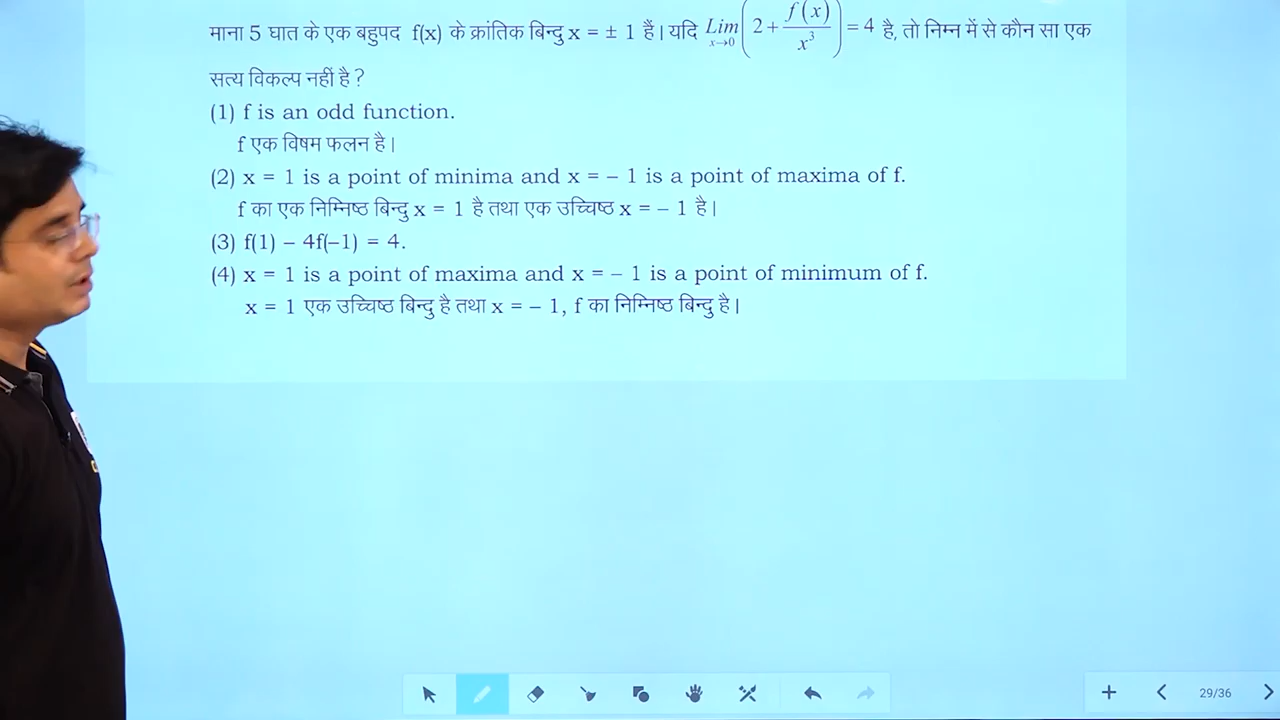 माना 5 घात के एक बहुपद f(x) के क्रांतिक बिन्दु x = ± 1 हैं। यदि Lim x→0 (2 + f(x)/x³) = 4 है, तो निम्न में से कौन सा एक
सत्य विकल्प नहीं है ?
(1) f is an odd function.
f एक विषम फलन है।
(2) x = 1 is a point of minima and x = – 1 is a point of maxima of f.
f का एक निम्निष्ठ बिन्दु x = 1 है तथा एक उच्चिष्ठ x = – 1 है।
(3) f(1) – 4f(–1) = 4.
(4) x = 1 is a point of maxima and x = – 1 is a point of minimum of f.
x = 1 एक उच्चिष्ठ बिन्दु है तथा x = – 1, f का निम्निष्ठ बिन्दु है।
29/36